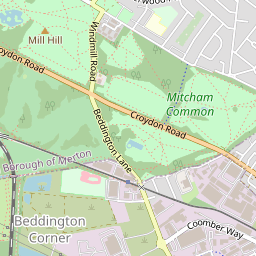 Mill Hill
Windmill Road
Croydon Road
Mitcham
Common
Croydon Road
Beddington Lane
Borough of Merton
Beddington
Corner
Coomber Way